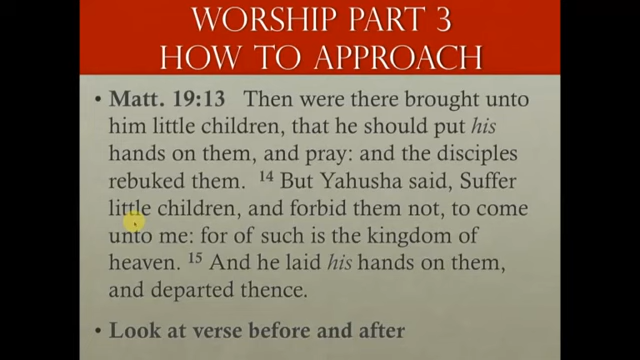 WORSHIP PART 3
HOW TO APPROACH
• Matt. 19:13 Then were there brought unto
him little children, that he should put his
hands on them, and pray: and the disciples
rebuked them. 14 But Yahusha said, Suffer
little children, and forbid them not, to come
unto me: for of such is the kingdom of
heaven. 15 And he laid his hands on them,
and departed thence.
• Look at verse before and after